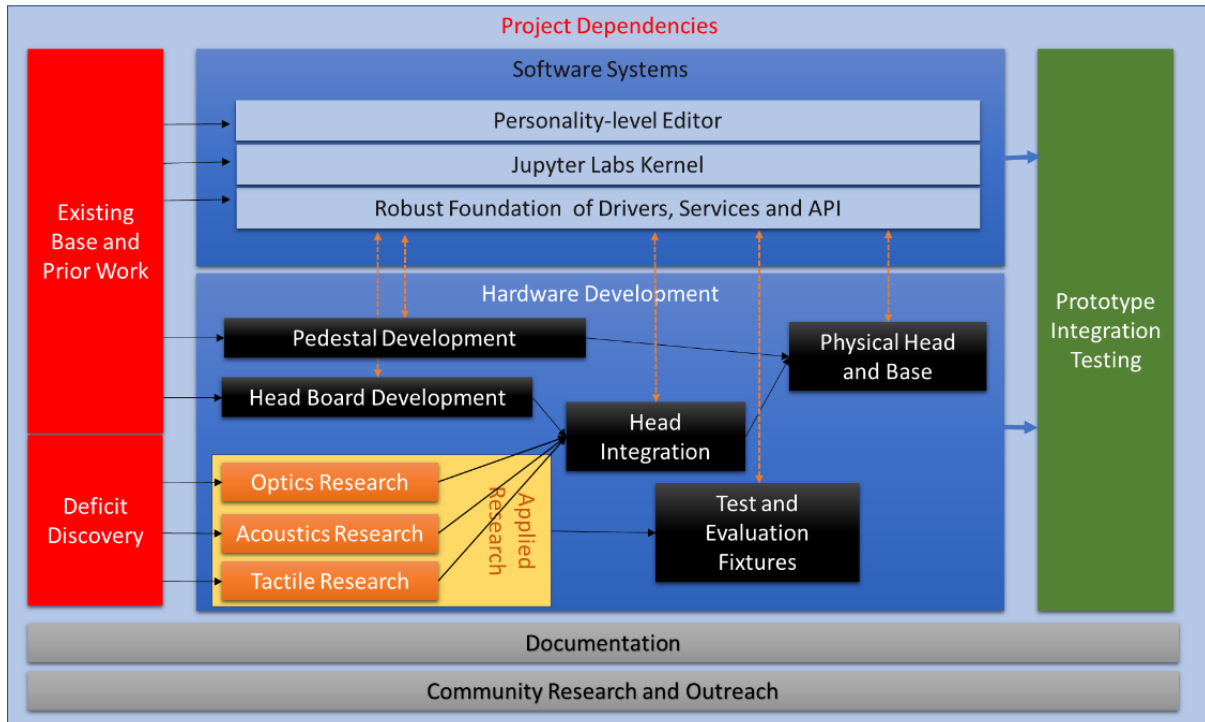 Project Dependencies
Software Systems
Personality-level Editor
Jupyter Labs Kernel
Robust Foundation of Drivers, Services and API
Existing
Base and
Prior Work
Hardware Development
Pedestal Development
Physical Head
and Base
Prototype
Integration
Testing
Head Board Development
Head
Integration
Deficit
Discovery
Optics Research
Acoustics Research
Tactile Research
Applied
Research
Test and
Evaluation
Fixtures
Documentation
Community Research and Outreach